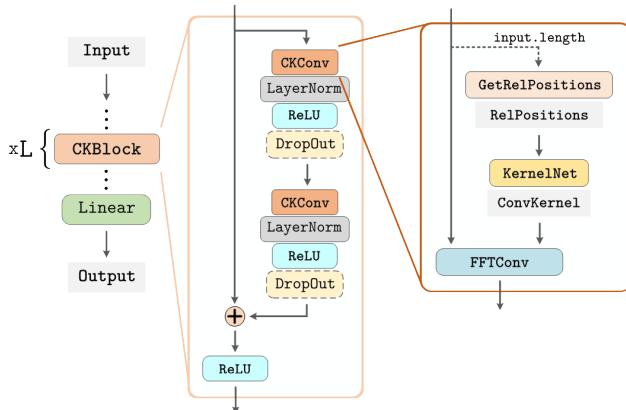 Input
xL
CKBlock
Linear
Output
CKConv
LayerNorm
ReLU
DropOut
CKConv
LayerNorm
ReLU
DropOut
+
ReLU
input.length
GetRelPositions
RelPositions
KernelNet
ConvKernel
FFTConv